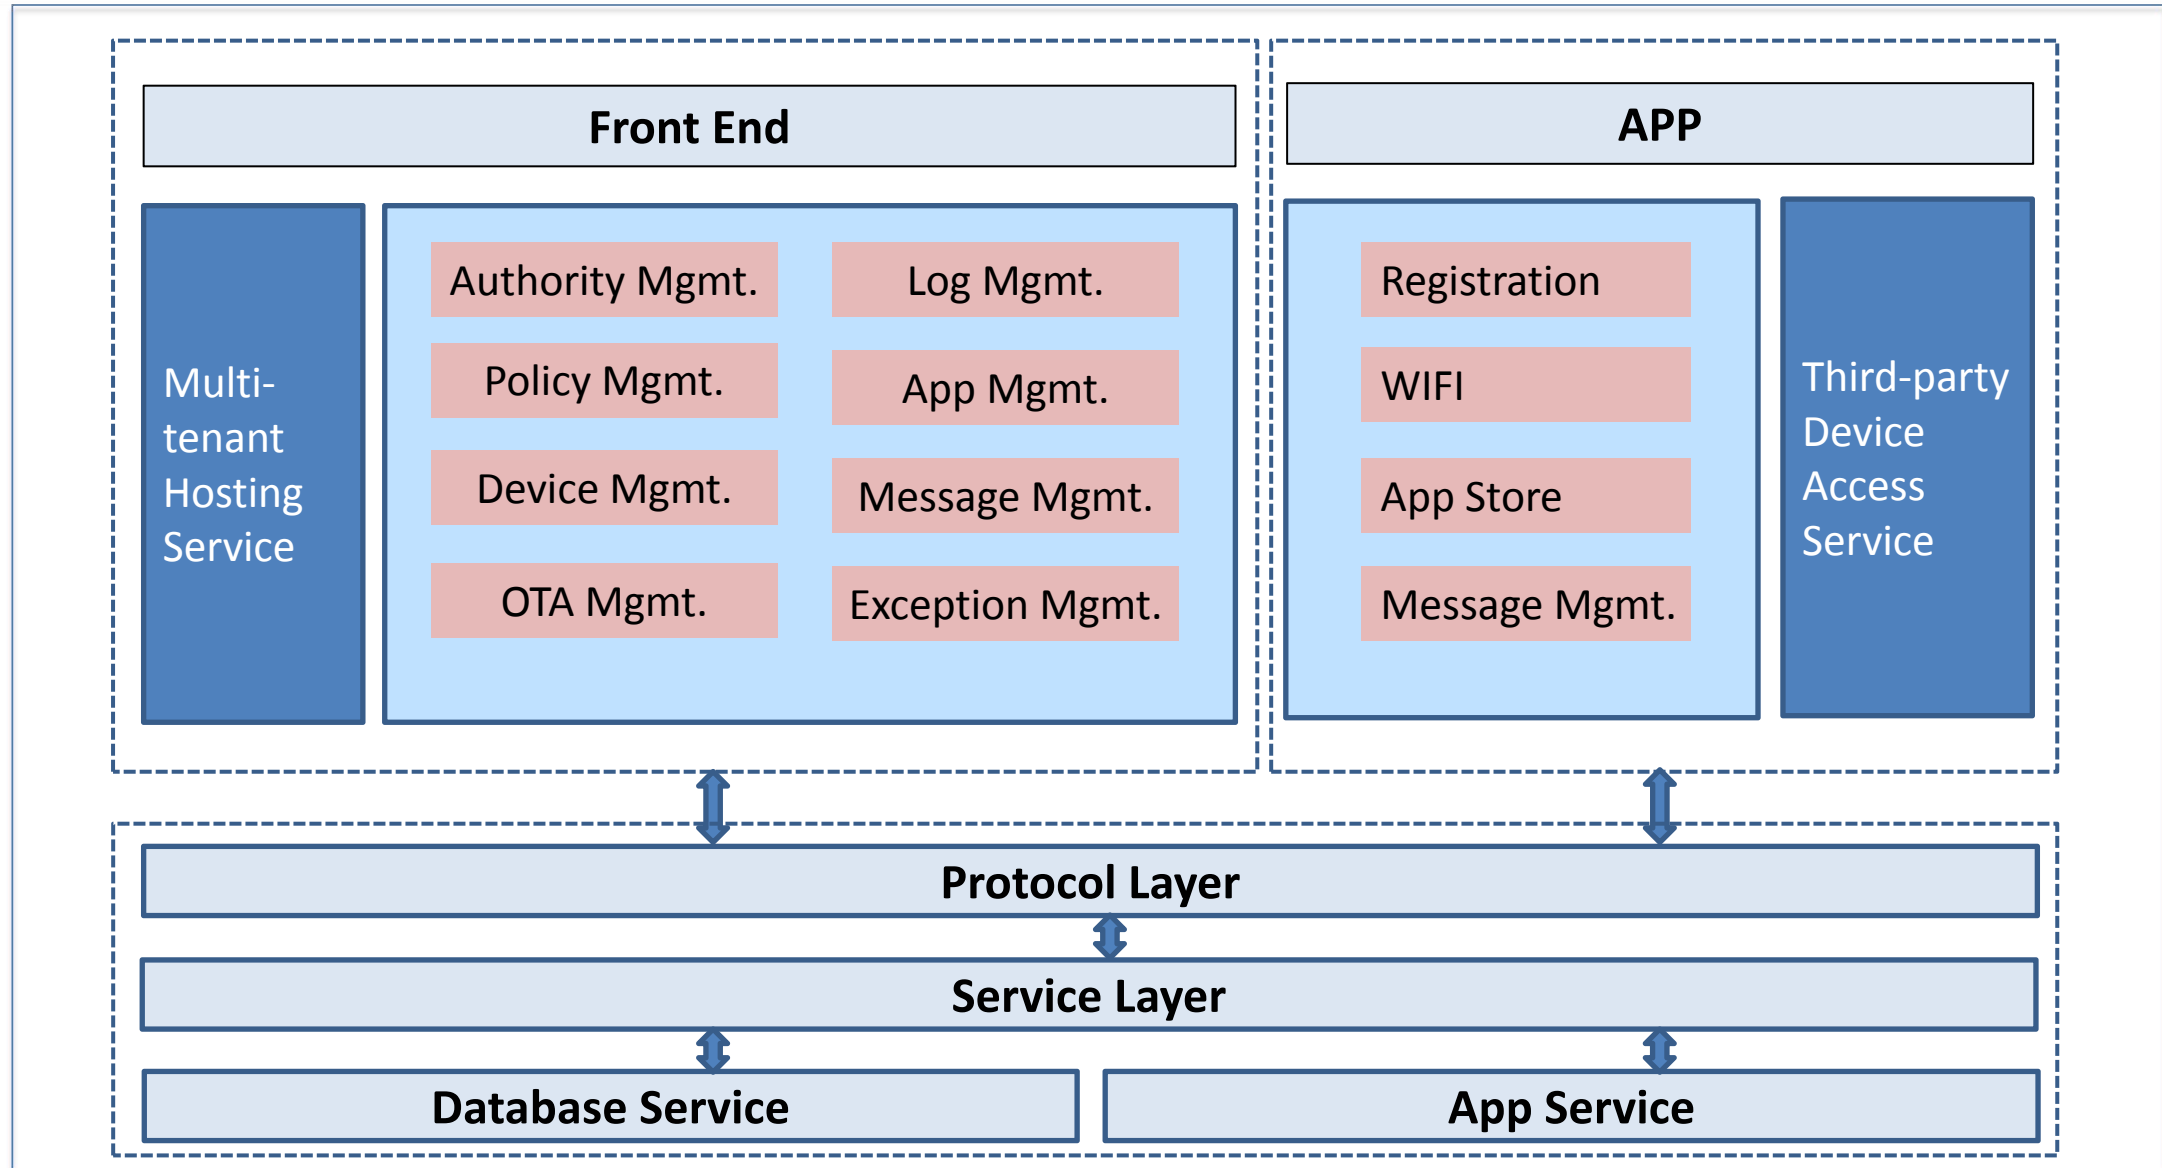 Front End
APP
Multi-
tenant
Hosting
Service
Authority Mgmt.
Log Mgmt.
Policy Mgmt.
App Mgmt.
Device Mgmt.
Message Mgmt.
OTA Mgmt.
Exception Mgmt.
Registration
WIFI
App Store
Message Mgmt.
Third-party
Device
Access
Service
Protocol Layer
Service Layer
Database Service
App Service